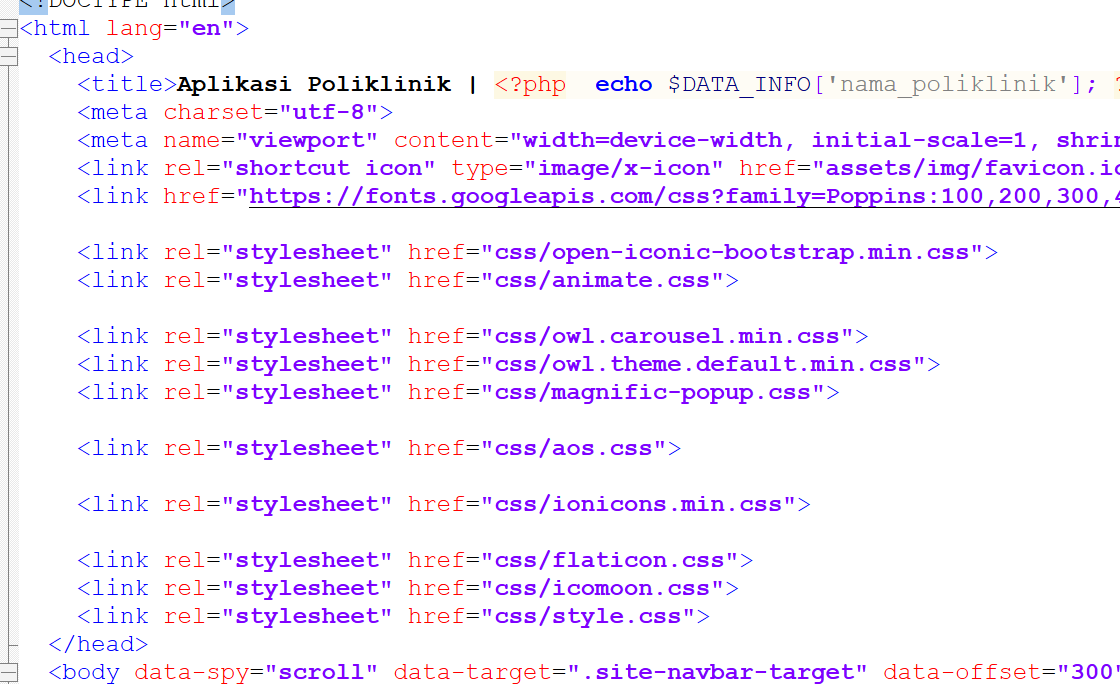 <!DOCTYPE html>
<html lang="en">
<head>
<title>Aplikasi Poliklinik | <?php  echo $DATA_INFO['nama_poliklinik']; ?
<meta charset="utf-8">
<meta name="viewport" content="width=device-width, initial-scale=1, shrin
<link rel="shortcut icon" type="image/x-icon" href="assets/img/favicon.ic
<link href="https://fonts.googleapis.com/css?family=Poppins:100,200,300,4
<link rel="stylesheet" href="css/open-iconic-bootstrap.min.css">
<link rel="stylesheet" href="css/animate.css">
<link rel="stylesheet" href="css/owl.carousel.min.css">
<link rel="stylesheet" href="css/owl.theme.default.min.css">
<link rel="stylesheet" href="css/magnific-popup.css">
<link rel="stylesheet" href="css/aos.css">
<link rel="stylesheet" href="css/ionicons.min.css">
<link rel="stylesheet" href="css/flaticon.css">
<link rel="stylesheet" href="css/icomoon.css">
<link rel="stylesheet" href="css/style.css">
</head>
<body data-spy="scroll" data-target=".site-navbar-target" data-offset="300"